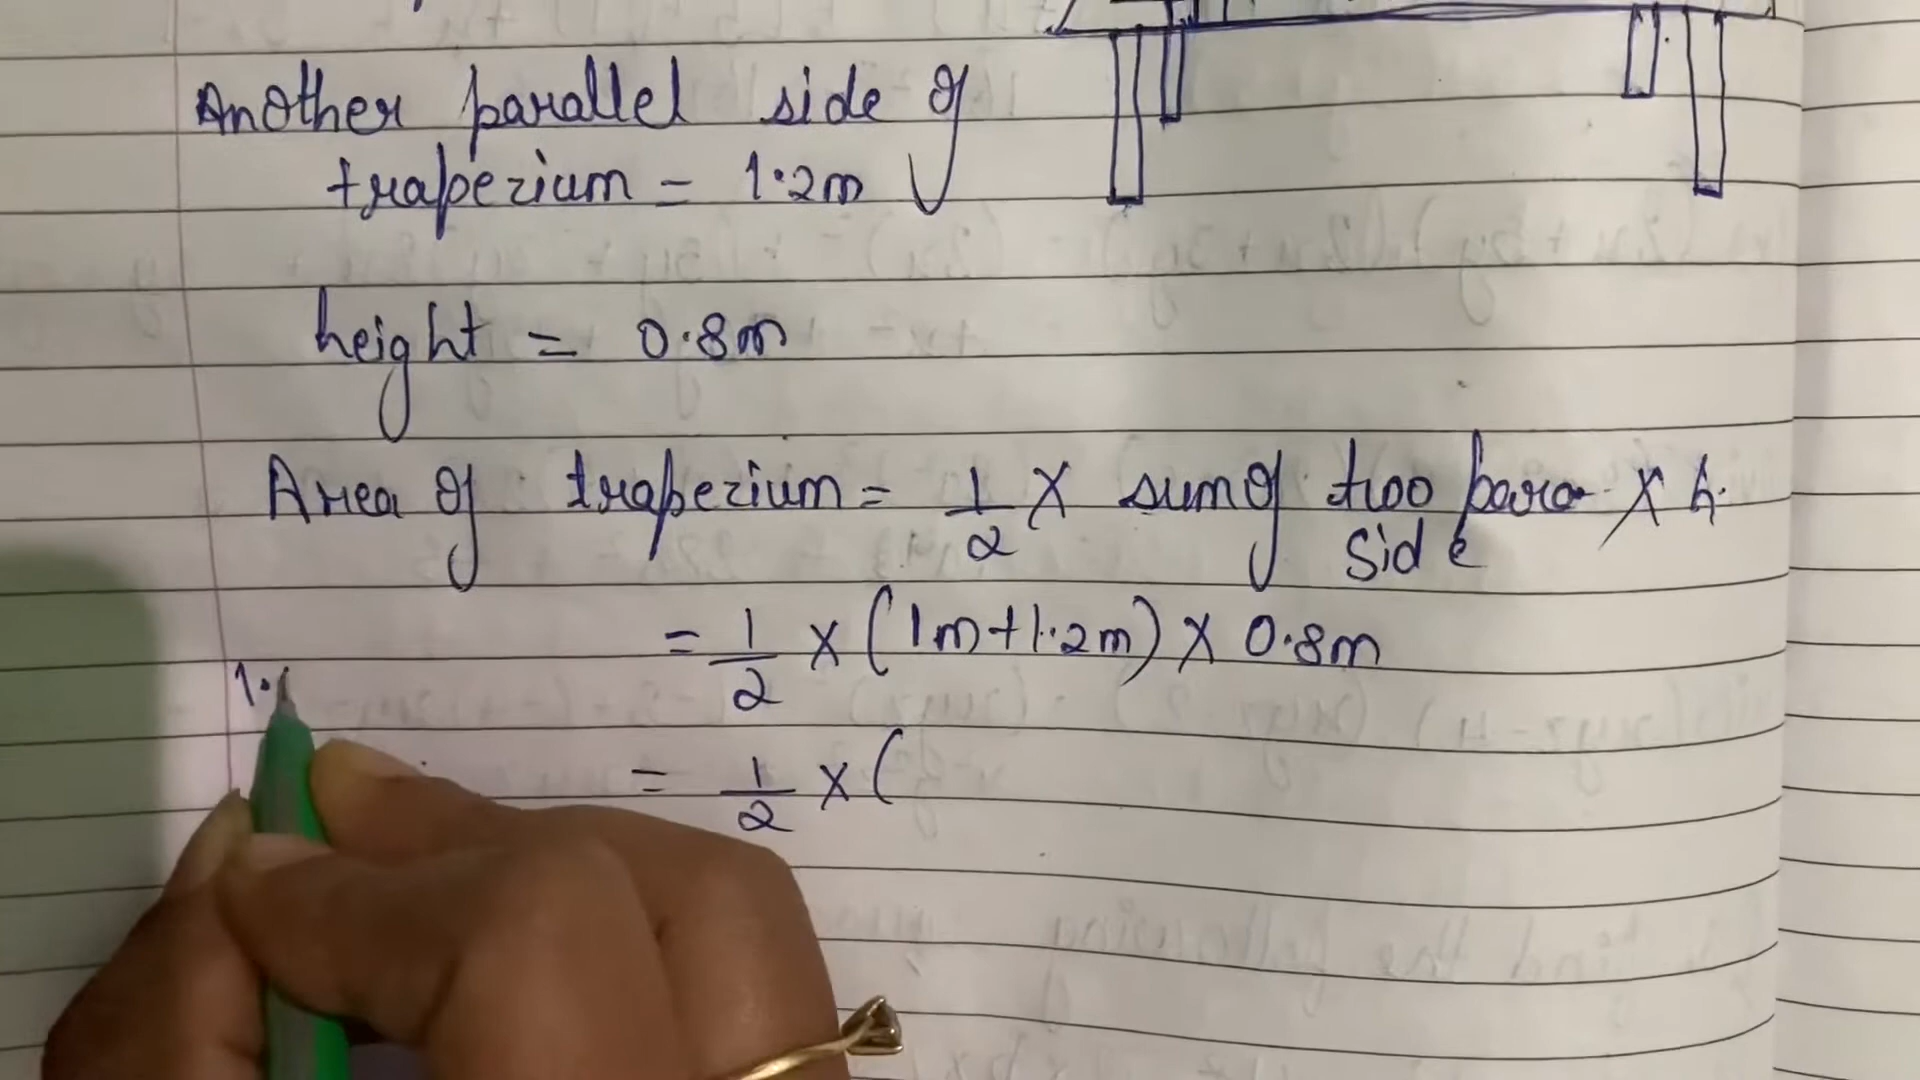 Another parallel side of
trapezium = 1.2m
height = 0.8m
Area of trapezium = 1/2 X sum of two para X h.
side
= 1/2 X (1m+1.2m) X 0.8m
1.
= 1/2 X (